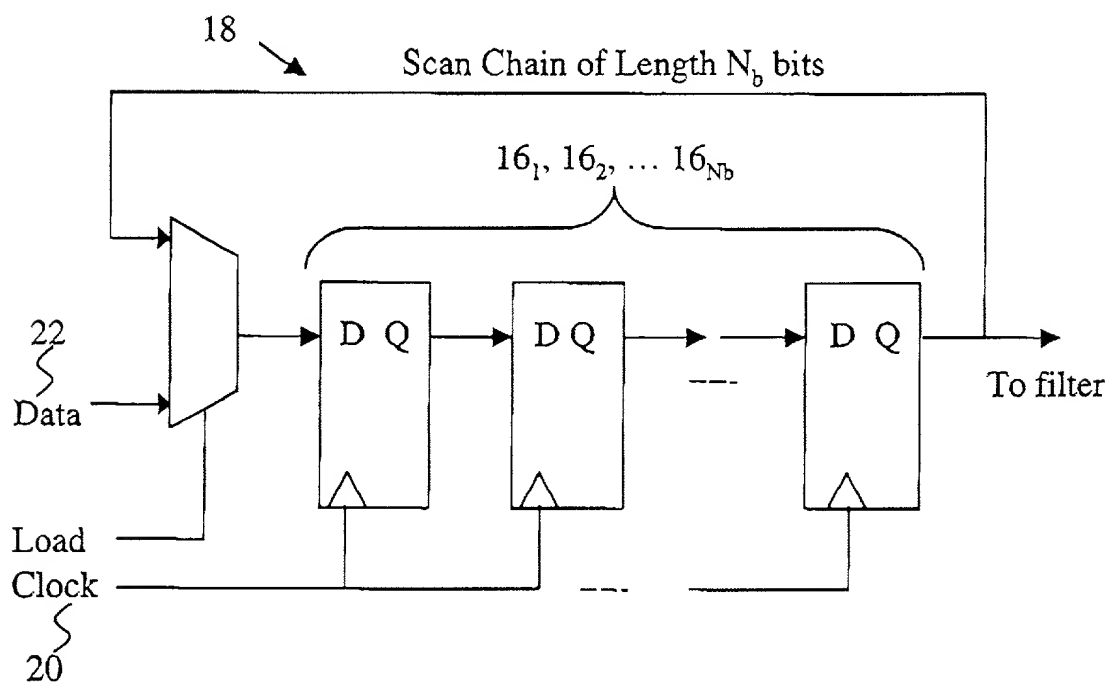 18
Scan Chain of Length N_b bits
16_1, 16_2, ... 16_Nb
22
Data
D Q
D Q
D Q
To filter
Load
Clock
20